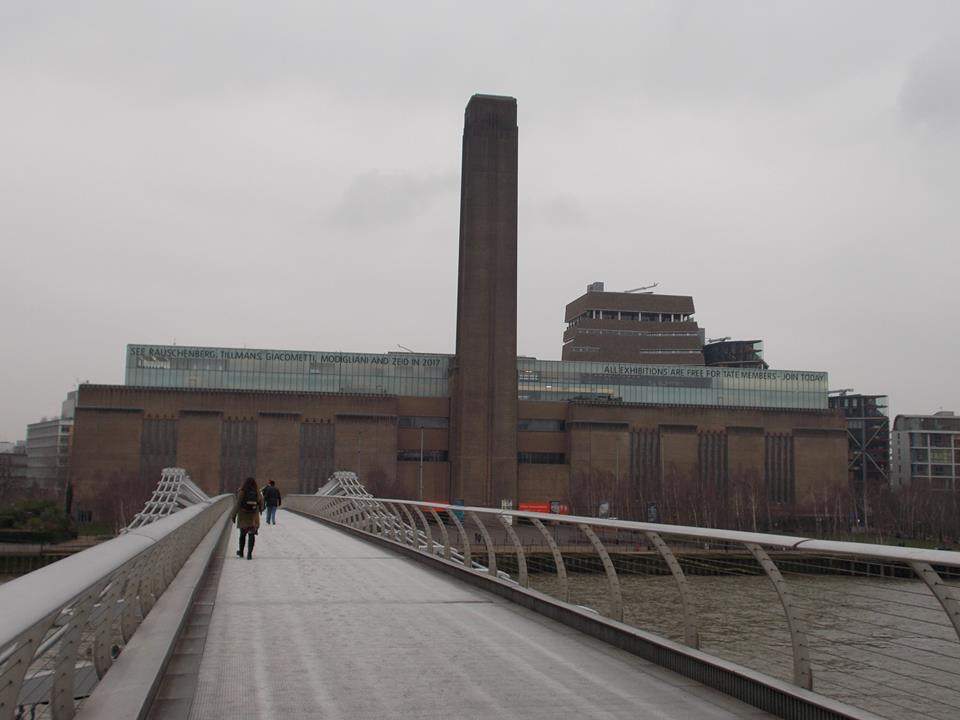 SEE RAUSCHENBERG, TILLMANS, GIACOMETTI, MODIGLIANI AND ZEID IN 2017
ALL EXHIBITIONS ARE FREE FOR TATE MEMBERS - JOIN TODAY